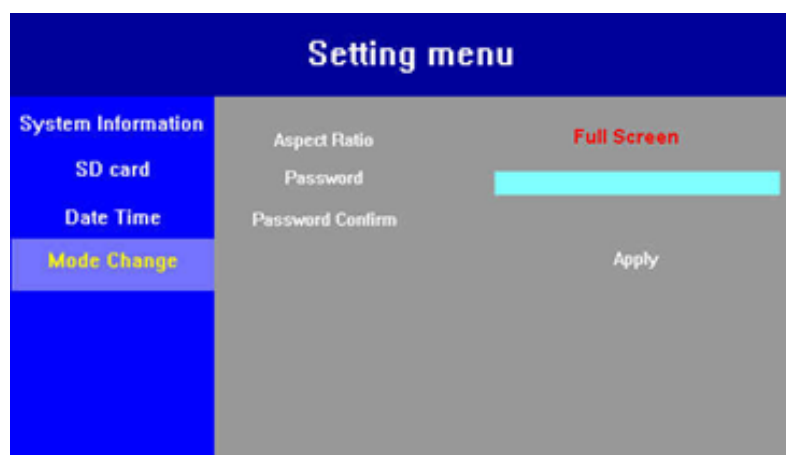 Setting menu
System Information
SD card
Date Time
Mode Change
Aspect Ratio
Full Screen
Password
Password Confirm
Apply